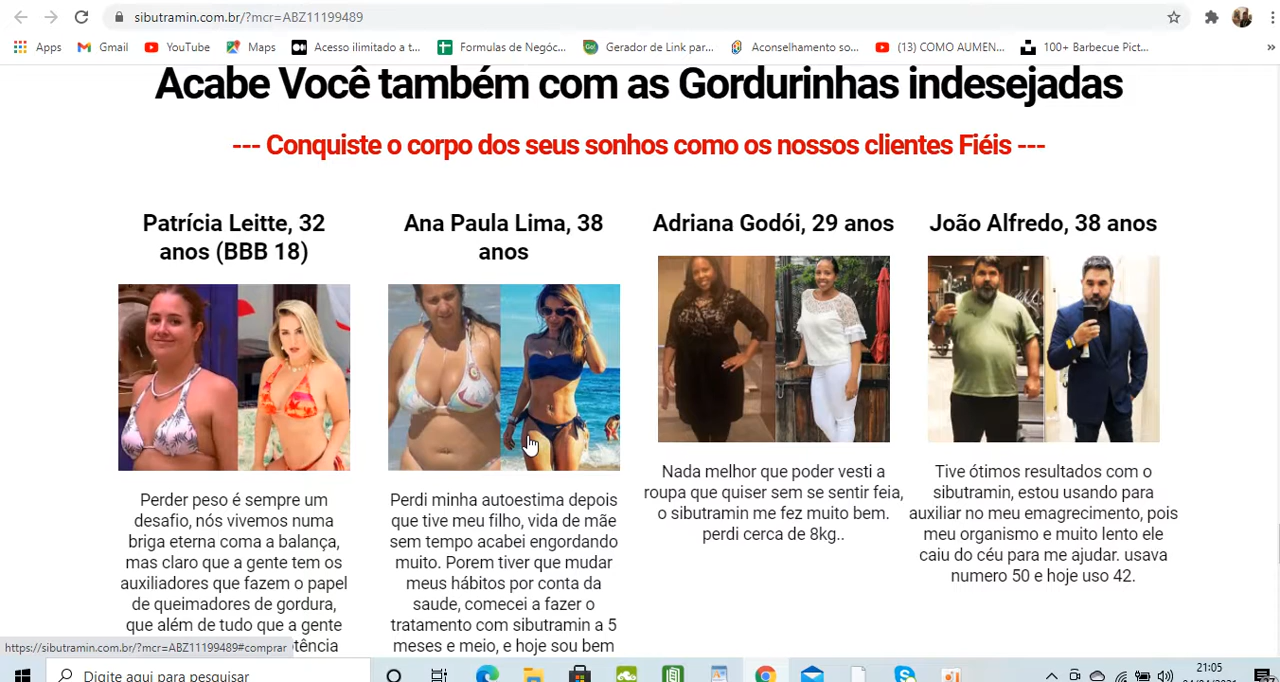 sibutramin.com.br/?mcr=ABZ11199489
Apps Gmail YouTube Maps Acesso ilimitado a t... Formulas de Negóc... Gerador de Link par... Aconselhamento so... (13) COMO AUMEN... 100+ Barbecue Pict... »
Acabe Você também com as Gordurinhas indesejadas
--- Conquiste o corpo dos seus sonhos como os nossos clientes Fiéis ---
Patrícia Leitte, 32
anos (BBB 18)
Perder peso é sempre um
desafio, nós vivemos numa
briga eterna coma a balança,
mas claro que a gente tem os
auxiliadores que fazem o papel
de queimadores de gordura,
que além de tudo que a gente
tência
Ana Paula Lima, 38
anos
Perdi minha autoestima depois
que tive meu filho, vida de mãe
sem tempo acabei engordando
muito. Porem tiver que mudar
meus hábitos por conta da
saude, comecei a fazer o
tratamento com sibutramin a 5
meses e meio, e hoje sou bem
Adriana Godói, 29 anos
Nada melhor que poder vesti a
roupa que quiser sem se sentir feia,
o sibutramin me fez muito bem.
perdi cerca de 8kg..
João Alfredo, 38 anos
Tive ótimos resultados com o
sibutramin, estou usando para
auxiliar no meu emagrecimento, pois
meu organismo e muito lento ele
caiu do céu para me ajudar. usava
numero 50 e hoje uso 42.
https://sibutramin.com.br/?mcr=ABZ11199489#comprar
Digite aqui para pesquisar
21:05